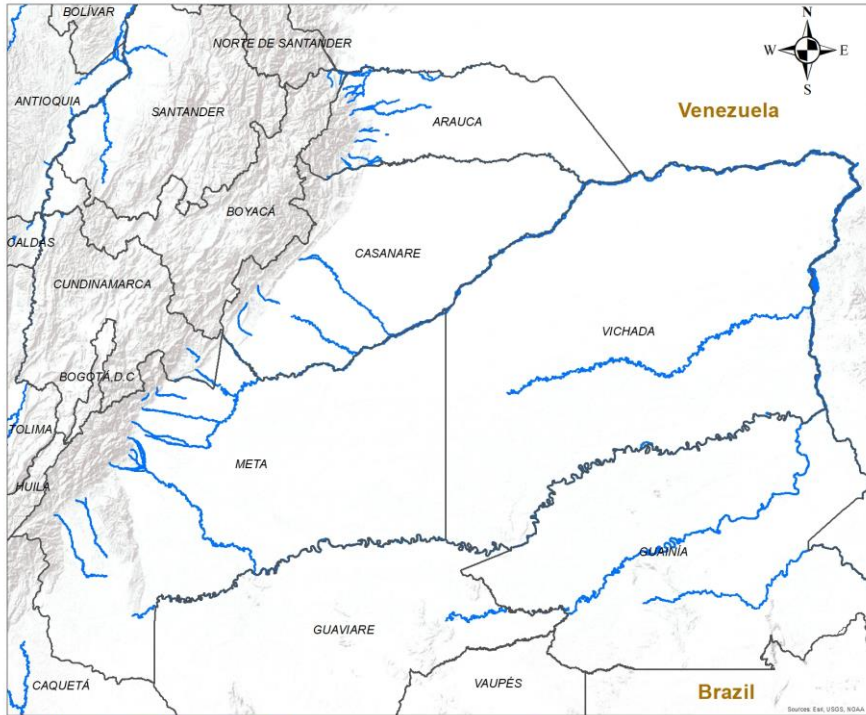 BOLÍVAR
N
NORTE DE SANTANDER
W E
S
ANTIOQUIA
SANTANDER
Venezuela
ARAUCA
BOYACÁ
CALDAS
CASANARE
CUNDINAMARCA
VICHADA
BOGOTÁ, D.C
TOLIMA
META
HUILA
GUAINÍA
GUAVIARE
CAQUETÁ
VAUPÉS
Brazil
Sources: Esri, USGS, NOAA